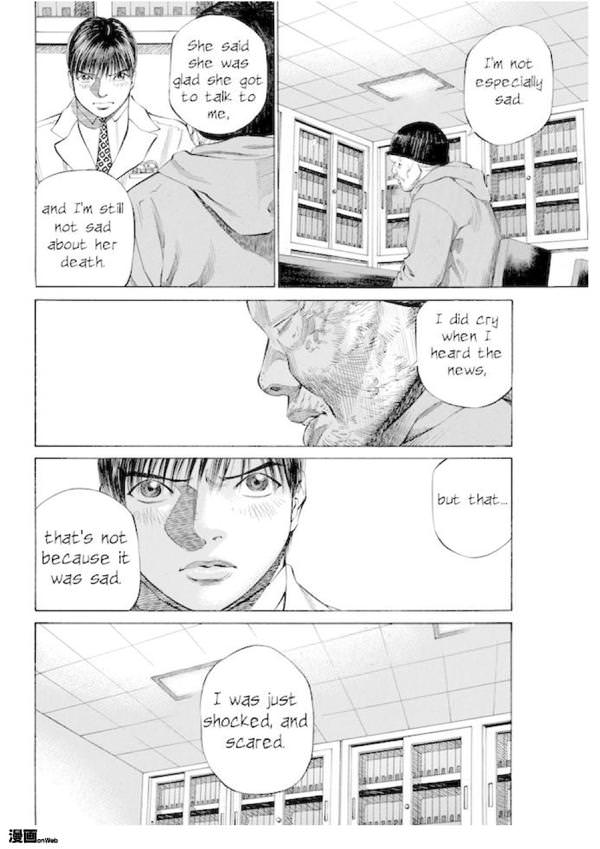 I'm not
especially
sad.
She said
she was
glad she got
to talk to
me,
and I'm still
not sad
about her
death.
I did cry
when I
heard the
news,
but that...
that's not
because it
was sad.
I was just
shocked, and
scared.
漫画onWeb